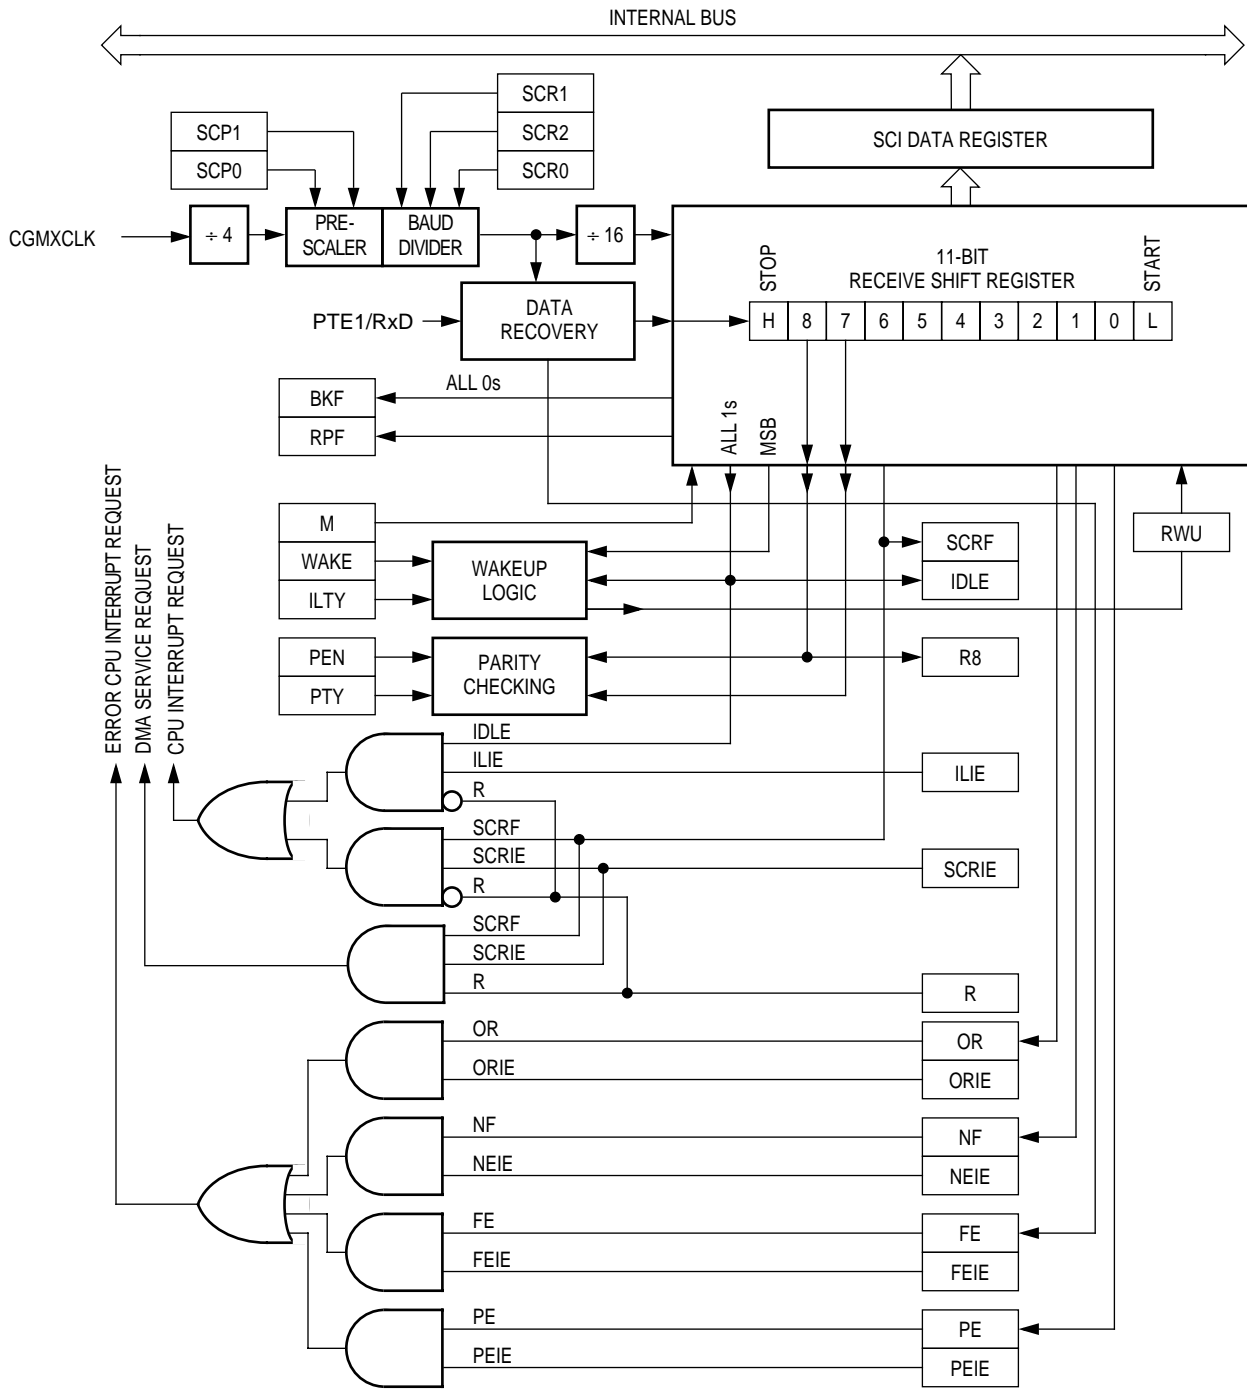 INTERNAL BUS
SCR1
SCR2
SCR0
SCP1
SCP0
SCI DATA REGISTER
CGMXCLK
÷ 4
PRE-
SCALER
BAUD
DIVIDER
÷ 16
STOP
11-BIT
RECEIVE SHIFT REGISTER
START
H 8 7 6 5 4 3 2 1 0 L
PTE1/RxD
DATA
RECOVERY
ALL 0s
BKF
RPF
ALL 1s
MSB
M
WAKE
ILTY
WAKEUP
LOGIC
SCRF
IDLE
RWU
PEN
PTY
PARITY
CHECKING
R8
ERROR CPU INTERRUPT REQUEST
DMA SERVICE REQUEST
CPU INTERRUPT REQUEST
IDLE
ILIE
R
ILIE
SCRF
SCRIE
R
SCRIE
SCRF
SCRIE
R
R
OR
ORIE
OR
ORIE
NF
NEIE
NF
NEIE
FE
FEIE
FE
FEIE
PE
PEIE
PE
PEIE